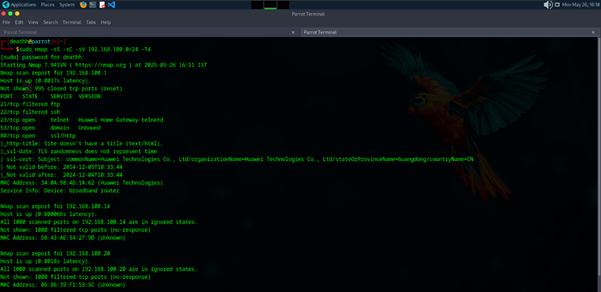 Applications Places System
Mon May 26, 16:18
Parrot Terminal
File Edit View Search Terminal Tabs Help
Parrot Terminal
Parrot Terminal
[deathh@parrot]─[~]
$sudo nmap -sS -sC -sV 192.168.100.0/24 -T4
[sudo] password for deathh:
Starting Nmap 7.94SVN ( https://nmap.org ) at 2025-05-26 16:11 IST
Nmap scan report for 192.168.100.1
Host is up (0.0017s latency).
Not shown: 995 closed tcp ports (reset)
PORT STATE SERVICE VERSION
21/tcp filtered ftp
22/tcp filtered ssh
23/tcp open telnet Huawei Home Gateway telnetd
53/tcp open domain Unbound
80/tcp open ssl/http
|_http-title: Site doesn't have a title (text/html).
|_ssl-date: TLS randomness does not represent time
| ssl-cert: Subject: commonName=Huawei Technologies Co., Ltd/organizationName=Huawei Technologies Co., Ltd/stateOrProvinceName=Guangdong/countryName=CN
| Not valid before: 2014-12-05T10:33:44
|_Not valid after: 2024-12-04T10:33:44
MAC Address: 34:0A:98:4D:1A:62 (Huawei Technologies)
Service Info: Device: broadband router
Nmap scan report for 192.168.100.14
Host is up (0.000066s latency).
All 1000 scanned ports on 192.168.100.14 are in ignored states.
Not shown: 1000 filtered tcp ports (no-response)
MAC Address: D8:43:AE:54:27:9D (Unknown)
Nmap scan report for 192.168.100.20
Host is up (0.0018s latency).
All 1000 scanned ports on 192.168.100.20 are in ignored states.
Not shown: 1000 filtered tcp ports (no-response)
MAC Address: 06:86:39:F1:53:5C (Unknown)